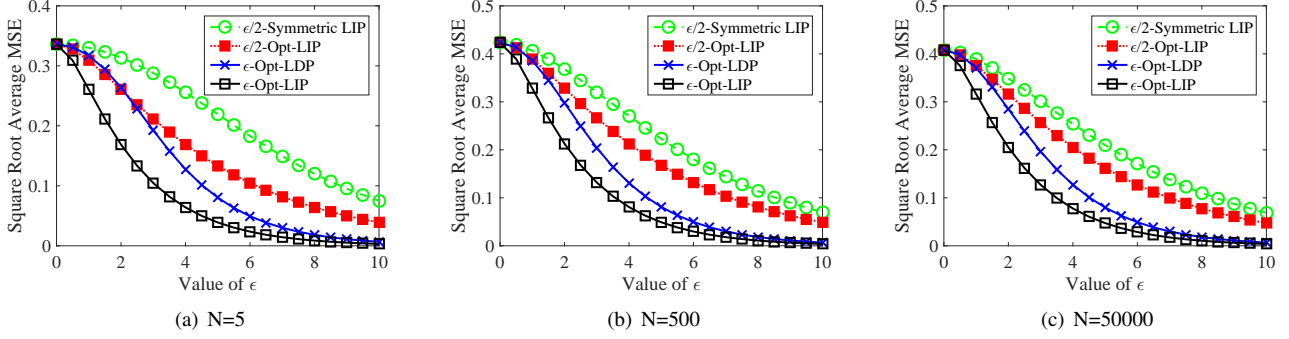 0.4
0.3
0.2
0.1
0
Square Root Average MSE
ϵ/2-Symmetric LIP
ϵ/2-Opt-LIP
ϵ-Opt-LDP
ϵ-Opt-LIP
0 2 4 6 8 10
Value of ϵ
(a) N=5
0.5
0.4
0.3
0.2
0.1
0
Square Root Average MSE
ϵ/2-Symmetric LIP
ϵ/2-Opt-LIP
ϵ-Opt-LDP
ϵ-Opt-LIP
0 2 4 6 8 10
Value of ϵ
(b) N=500
0.5
0.4
0.3
0.2
0.1
0
Square Root Average MSE
ϵ/2-Symmetric LIP
ϵ/2-Opt-LIP
ϵ-Opt-LDP
ϵ-Opt-LIP
0 2 4 6 8 10
Value of ϵ
(c) N=50000